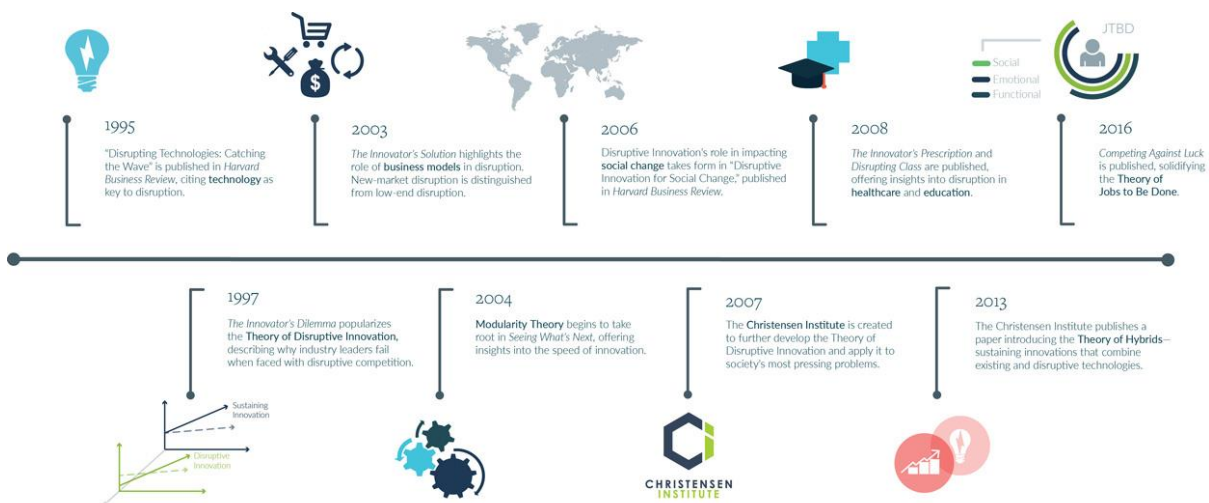 JTBD
Social
Emotional
Functional
1995
"Disrupting Technologies: Catching
the Wave" is published in Harvard
Business Review, citing technology as
key to disruption.
2003
The Innovator's Solution highlights the
role of business models in disruption.
New-market disruption is distinguished
from low-end disruption.
2006
Disruptive Innovation's role in impacting
social change takes form in "Disruptive
Innovation for Social Change," published
in Harvard Business Review.
2008
The Innovator's Prescription and
Disrupting Class are published,
offering insights into disruption in
healthcare and education.
2016
Competing Against Luck
is published, solidifying
the Theory of
Jobs to Be Done.
1997
The Innovator's Dilemma popularizes
the Theory of Disruptive Innovation,
describing why industry leaders fail
when faced with disruptive competition.
Sustaining
Innovation
Disruptive
Innovation
2004
Modularity Theory begins to take
root in Seeing What's Next, offering
insights into the speed of innovation.
2007
The Christensen Institute is created
to further develop the Theory of
Disruptive Innovation and apply it to
society's most pressing problems.
CHRISTENSEN
INSTITUTE
2013
The Christensen Institute publishes a
paper introducing the Theory of Hybrids—
sustaining innovations that combine
existing and disruptive technologies.